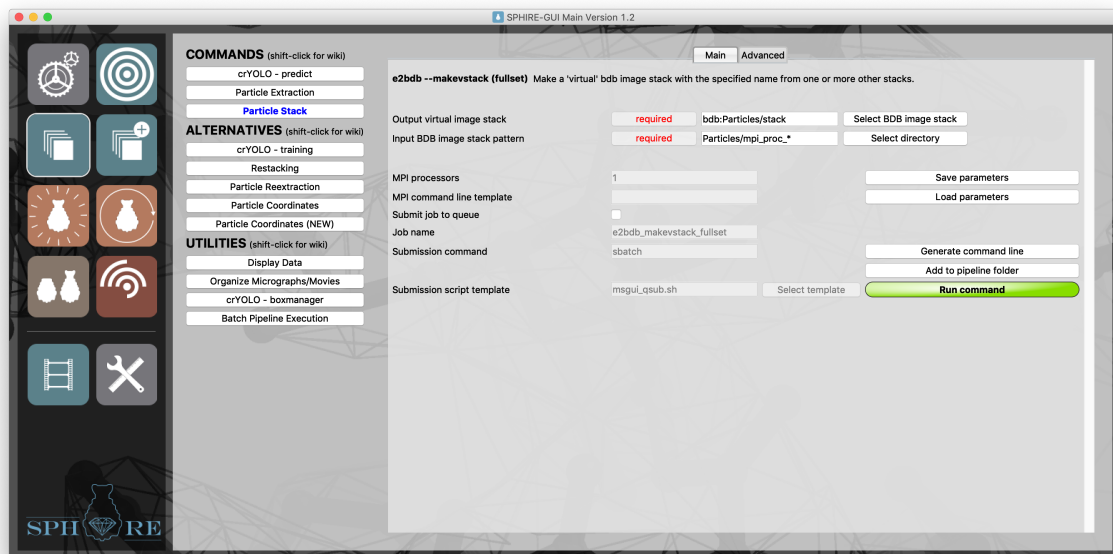 SPHIRE-GUI Main Version 1.2
COMMANDS (shift-click for wiki)
crYOLO - predict
Particle Extraction
Particle Stack
ALTERNATIVES (shift-click for wiki)
crYOLO - training
Restacking
Particle Reextraction
Particle Coordinates
Particle Coordinates (NEW)
UTILITIES (shift-click for wiki)
Display Data
Organize Micrographs/Movies
crYOLO - boxmanager
Batch Pipeline Execution
SPHIRE
Main Advanced
e2bdb --makevstack (fullset) Make a 'virtual' bdb image stack with the specified name from one or more other stacks.
Output virtual image stack required bdb:Particles/stack Select BDB image stack
Input BDB image stack pattern required Particles/mpi_proc_* Select directory
MPI processors 1 Save parameters
MPI command line template Load parameters
Submit job to queue
Job name e2bdb_makevstack_fullset
Submission command sbatch Generate command line
Add to pipeline folder
Submission script template msgui_qsub.sh Select template Run command